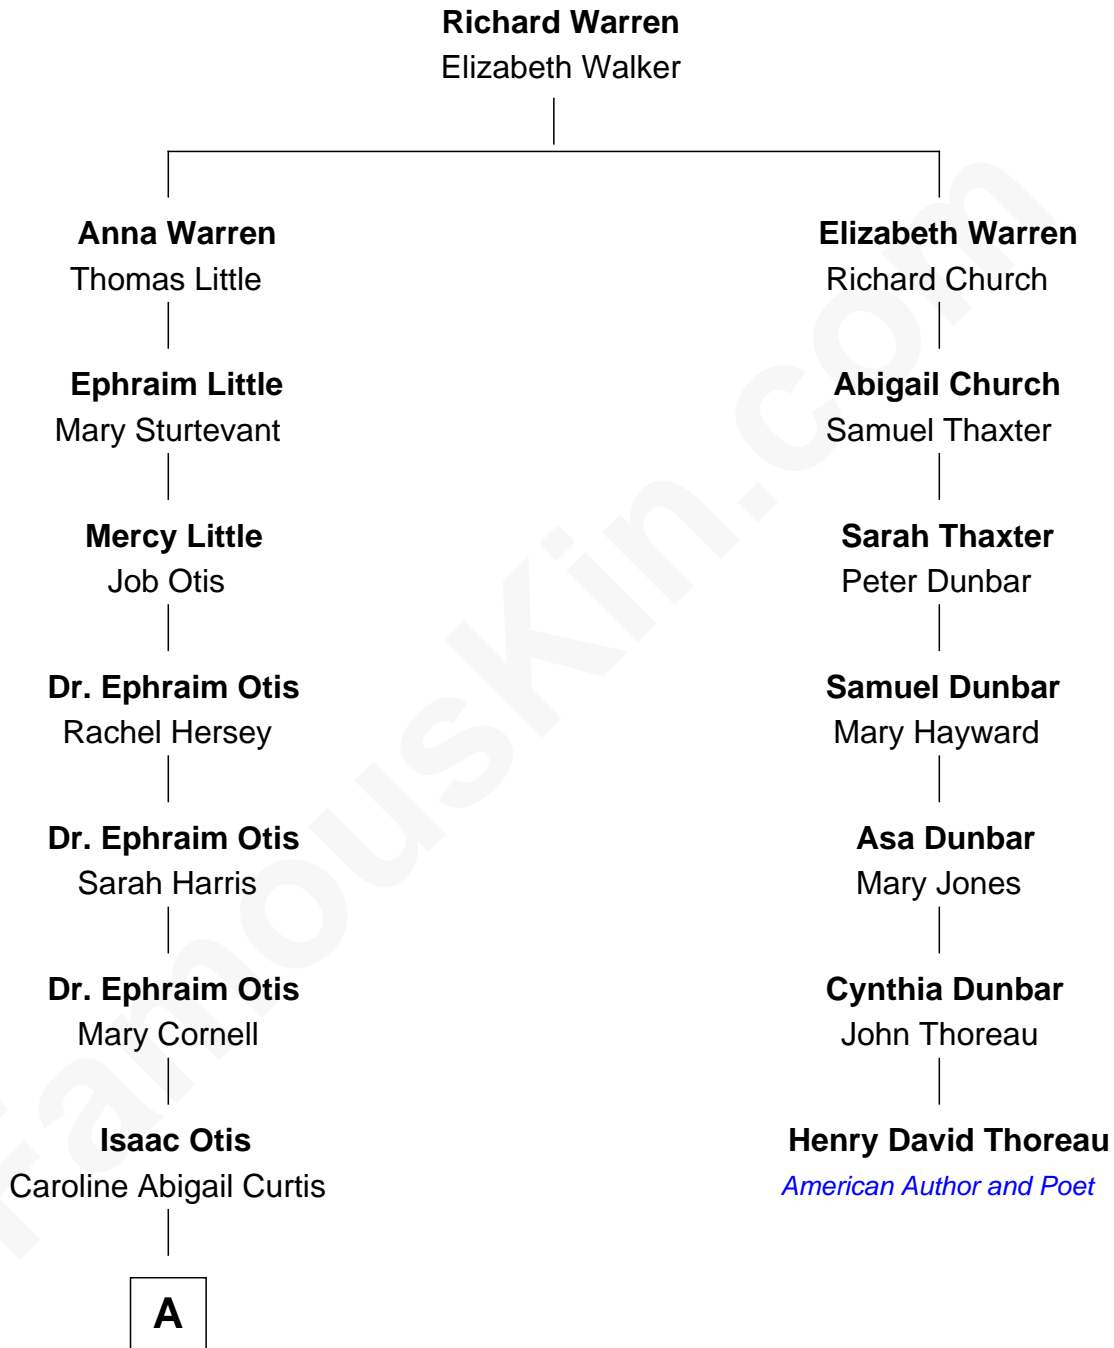 Richard Warren
Elizabeth Walker
Anna Warren
Thomas Little
Elizabeth Warren
Richard Church
Ephraim Little
Mary Sturtevant
Abigail Church
Samuel Thaxter
Mercy Little
Job Otis
Sarah Thaxter
Peter Dunbar
Dr. Ephraim Otis
Rachel Hersey
Samuel Dunbar
Mary Hayward
Dr. Ephraim Otis
Sarah Harris
Asa Dunbar
Mary Jones
Dr. Ephraim Otis
Mary Cornell
Cynthia Dunbar
John Thoreau
Isaac Otis
Caroline Abigail Curtis
Henry David Thoreau
American Author and Poet
A
FamousKin.com